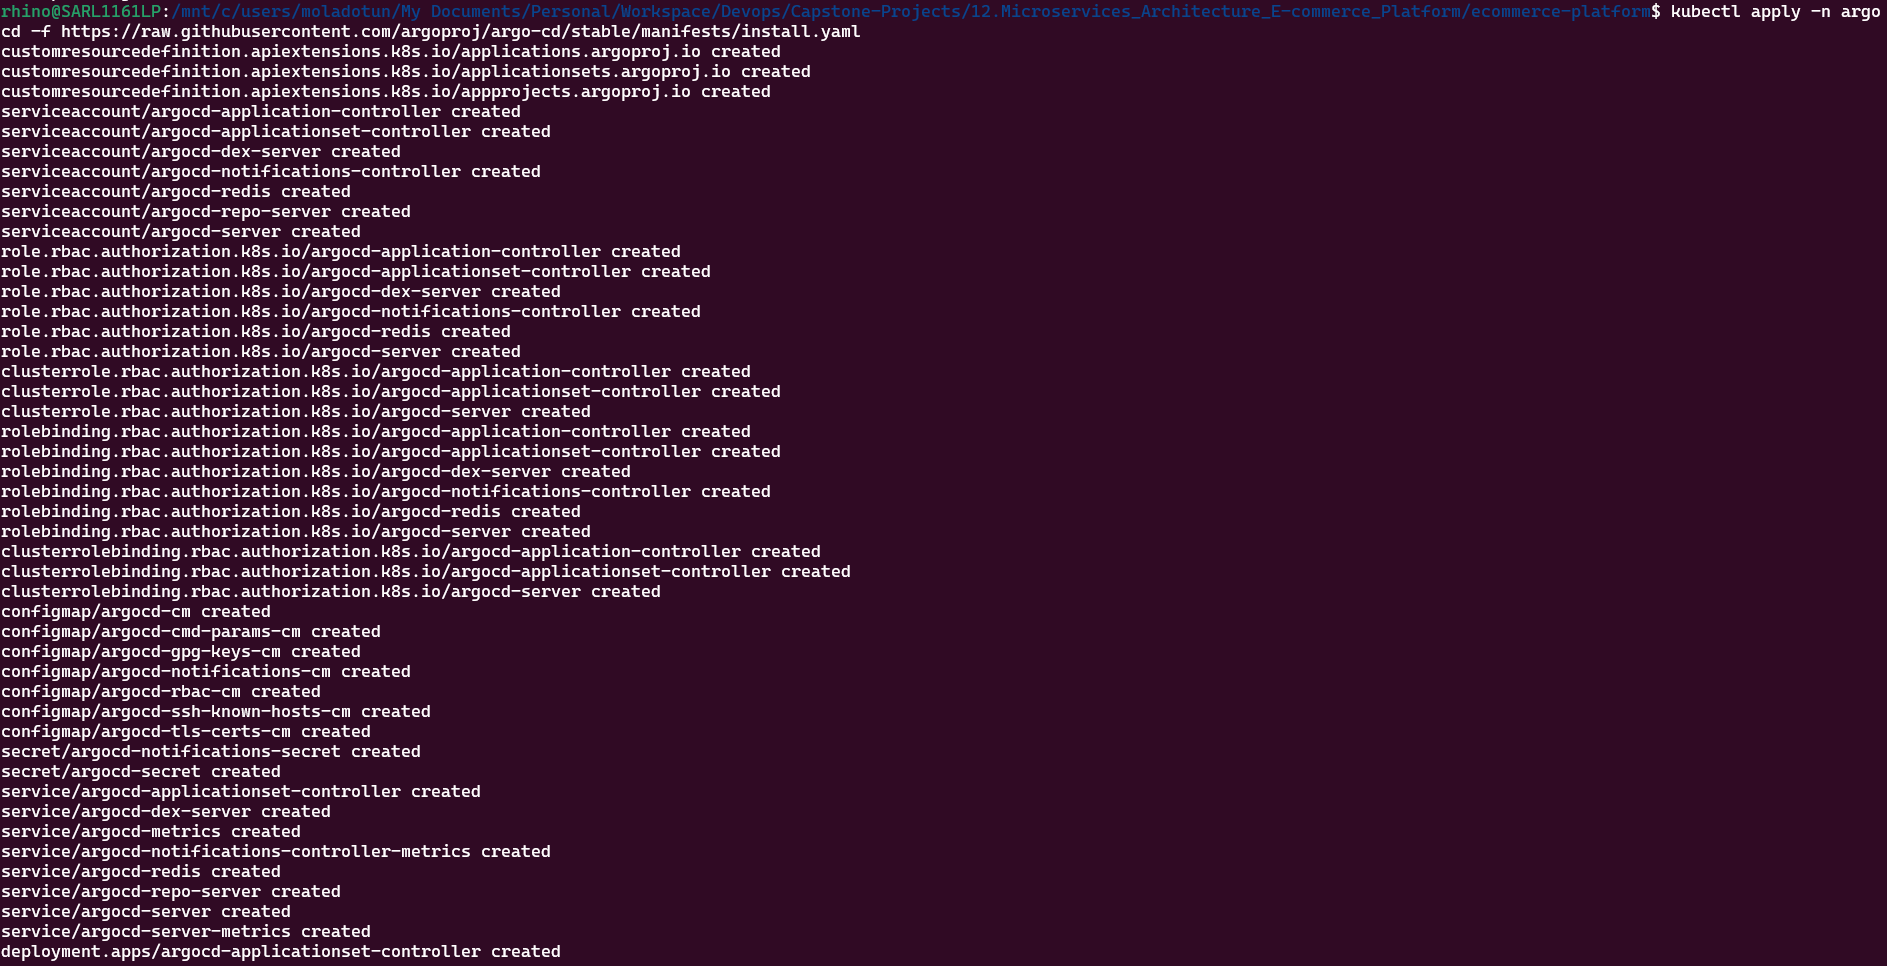 rhino@SARL1161LP:/mnt/c/users/moladotun/My Documents/Personal/Workspace/Devops/Capstone-Projects/12.Microservices_Architecture_E-commerce_Platform/ecommerce-platform$ kubectl apply -n argo
cd -f https://raw.githubusercontent.com/argoproj/argo-cd/stable/manifests/install.yaml
customresourcedefinition.apiextensions.k8s.io/applications.argoproj.io created
customresourcedefinition.apiextensions.k8s.io/applicationsets.argoproj.io created
customresourcedefinition.apiextensions.k8s.io/appprojects.argoproj.io created
serviceaccount/argocd-application-controller created
serviceaccount/argocd-applicationset-controller created
serviceaccount/argocd-dex-server created
serviceaccount/argocd-notifications-controller created
serviceaccount/argocd-redis created
serviceaccount/argocd-repo-server created
serviceaccount/argocd-server created
role.rbac.authorization.k8s.io/argocd-application-controller created
role.rbac.authorization.k8s.io/argocd-applicationset-controller created
role.rbac.authorization.k8s.io/argocd-dex-server created
role.rbac.authorization.k8s.io/argocd-notifications-controller created
role.rbac.authorization.k8s.io/argocd-redis created
role.rbac.authorization.k8s.io/argocd-server created
clusterrole.rbac.authorization.k8s.io/argocd-application-controller created
clusterrole.rbac.authorization.k8s.io/argocd-applicationset-controller created
clusterrole.rbac.authorization.k8s.io/argocd-server created
rolebinding.rbac.authorization.k8s.io/argocd-application-controller created
rolebinding.rbac.authorization.k8s.io/argocd-applicationset-controller created
rolebinding.rbac.authorization.k8s.io/argocd-dex-server created
rolebinding.rbac.authorization.k8s.io/argocd-notifications-controller created
rolebinding.rbac.authorization.k8s.io/argocd-redis created
rolebinding.rbac.authorization.k8s.io/argocd-server created
clusterrolebinding.rbac.authorization.k8s.io/argocd-application-controller created
clusterrolebinding.rbac.authorization.k8s.io/argocd-applicationset-controller created
clusterrolebinding.rbac.authorization.k8s.io/argocd-server created
configmap/argocd-cm created
configmap/argocd-cmd-params-cm created
configmap/argocd-gpg-keys-cm created
configmap/argocd-notifications-cm created
configmap/argocd-rbac-cm created
configmap/argocd-ssh-known-hosts-cm created
configmap/argocd-tls-certs-cm created
secret/argocd-notifications-secret created
secret/argocd-secret created
service/argocd-applicationset-controller created
service/argocd-dex-server created
service/argocd-metrics created
service/argocd-notifications-controller-metrics created
service/argocd-redis created
service/argocd-repo-server created
service/argocd-server created
service/argocd-server-metrics created
deployment.apps/argocd-applicationset-controller created